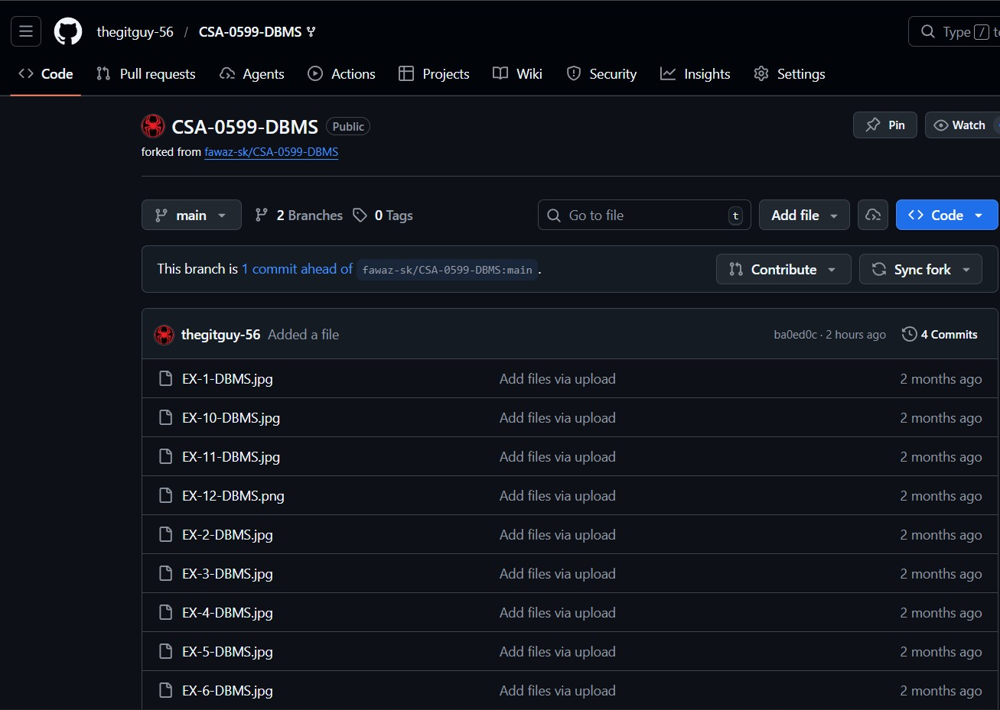 thegitguy-56 / CSA-0599-DBMS
Type / to
Code Pull requests Agents Actions Projects Wiki Security Insights Settings
CSA-0599-DBMS Public
Pin Watch
forked from fawaz-sk/CSA-0599-DBMS
main 2 Branches 0 Tags Go to file t Add file Code
This branch is 1 commit ahead of fawaz-sk/CSA-0599-DBMS:main .
Contribute Sync fork
thegitguy-56 Added a file ba0ed0c · 2 hours ago 4 Commits
EX-1-DBMS.jpg Add files via upload 2 months ago
EX-10-DBMS.jpg Add files via upload 2 months ago
EX-11-DBMS.jpg Add files via upload 2 months ago
EX-12-DBMS.png Add files via upload 2 months ago
EX-2-DBMS.jpg Add files via upload 2 months ago
EX-3-DBMS.jpg Add files via upload 2 months ago
EX-4-DBMS.jpg Add files via upload 2 months ago
EX-5-DBMS.jpg Add files via upload 2 months ago
EX-6-DBMS.jpg Add files via upload 2 months ago